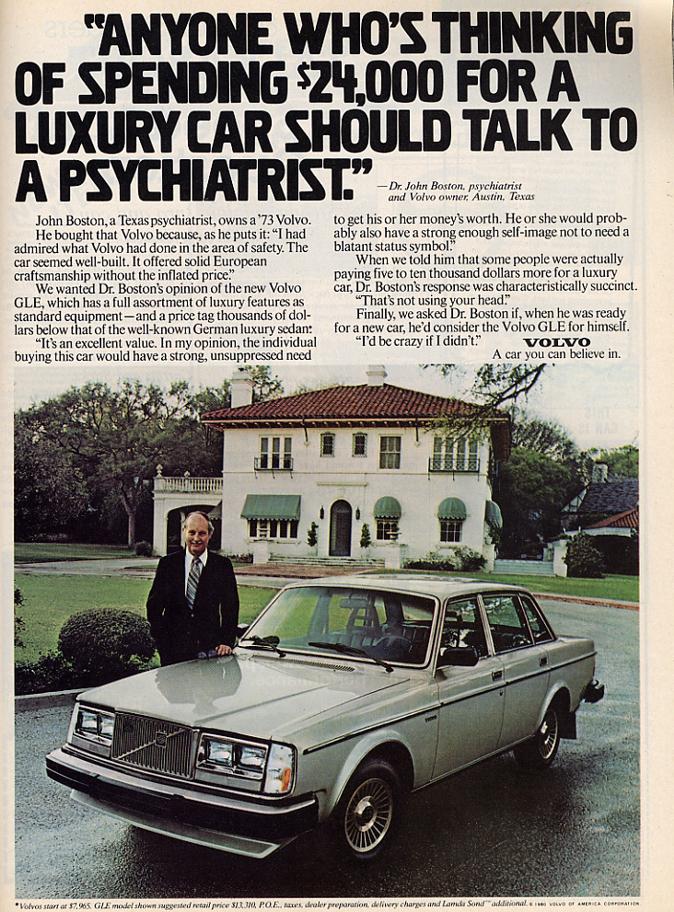 “ANYONE WHO’S THINKING
OF SPENDING $24,000 FOR A
LUXURY CAR SHOULD TALK TO
A PSYCHIATRIST.”
—Dr. John Boston, psychiatrist
and Volvo owner, Austin, Texas
John Boston, a Texas psychiatrist, owns a ’73 Volvo.
He bought that Volvo because, as he puts it: “I had
admired what Volvo had done in the area of safety. The
car seemed well-built. It offered solid European
craftsmanship without the inflated price.”
We wanted Dr. Boston’s opinion of the new Volvo
GLE, which has a full assortment of luxury features as
standard equipment—and a price tag thousands of dol-
lars below that of the well-known German luxury sedan:
“It’s an excellent value. In my opinion, the individual
buying this car would have a strong, unsuppressed need
to get his or her money’s worth. He or she would prob-
ably also have a strong enough self-image not to need a
blatant status symbol.”
When we told him that some people were actually
paying five to ten thousand dollars more for a luxury
car, Dr. Boston’s response was characteristically succinct.
“That’s not using your head.”
Finally, we asked Dr. Boston if, when he was ready
for a new car, he’d consider the Volvo GLE for himself.
“I’d be crazy if I didn’t.”
VOLVO
A car you can believe in.
*Volvos start at $7,965. GLE model shown suggested retail price $13,310, P.O.E., taxes, dealer preparation, delivery charges and Lamda Sond™ additional. © 1980 VOLVO OF AMERICA CORPORATION.